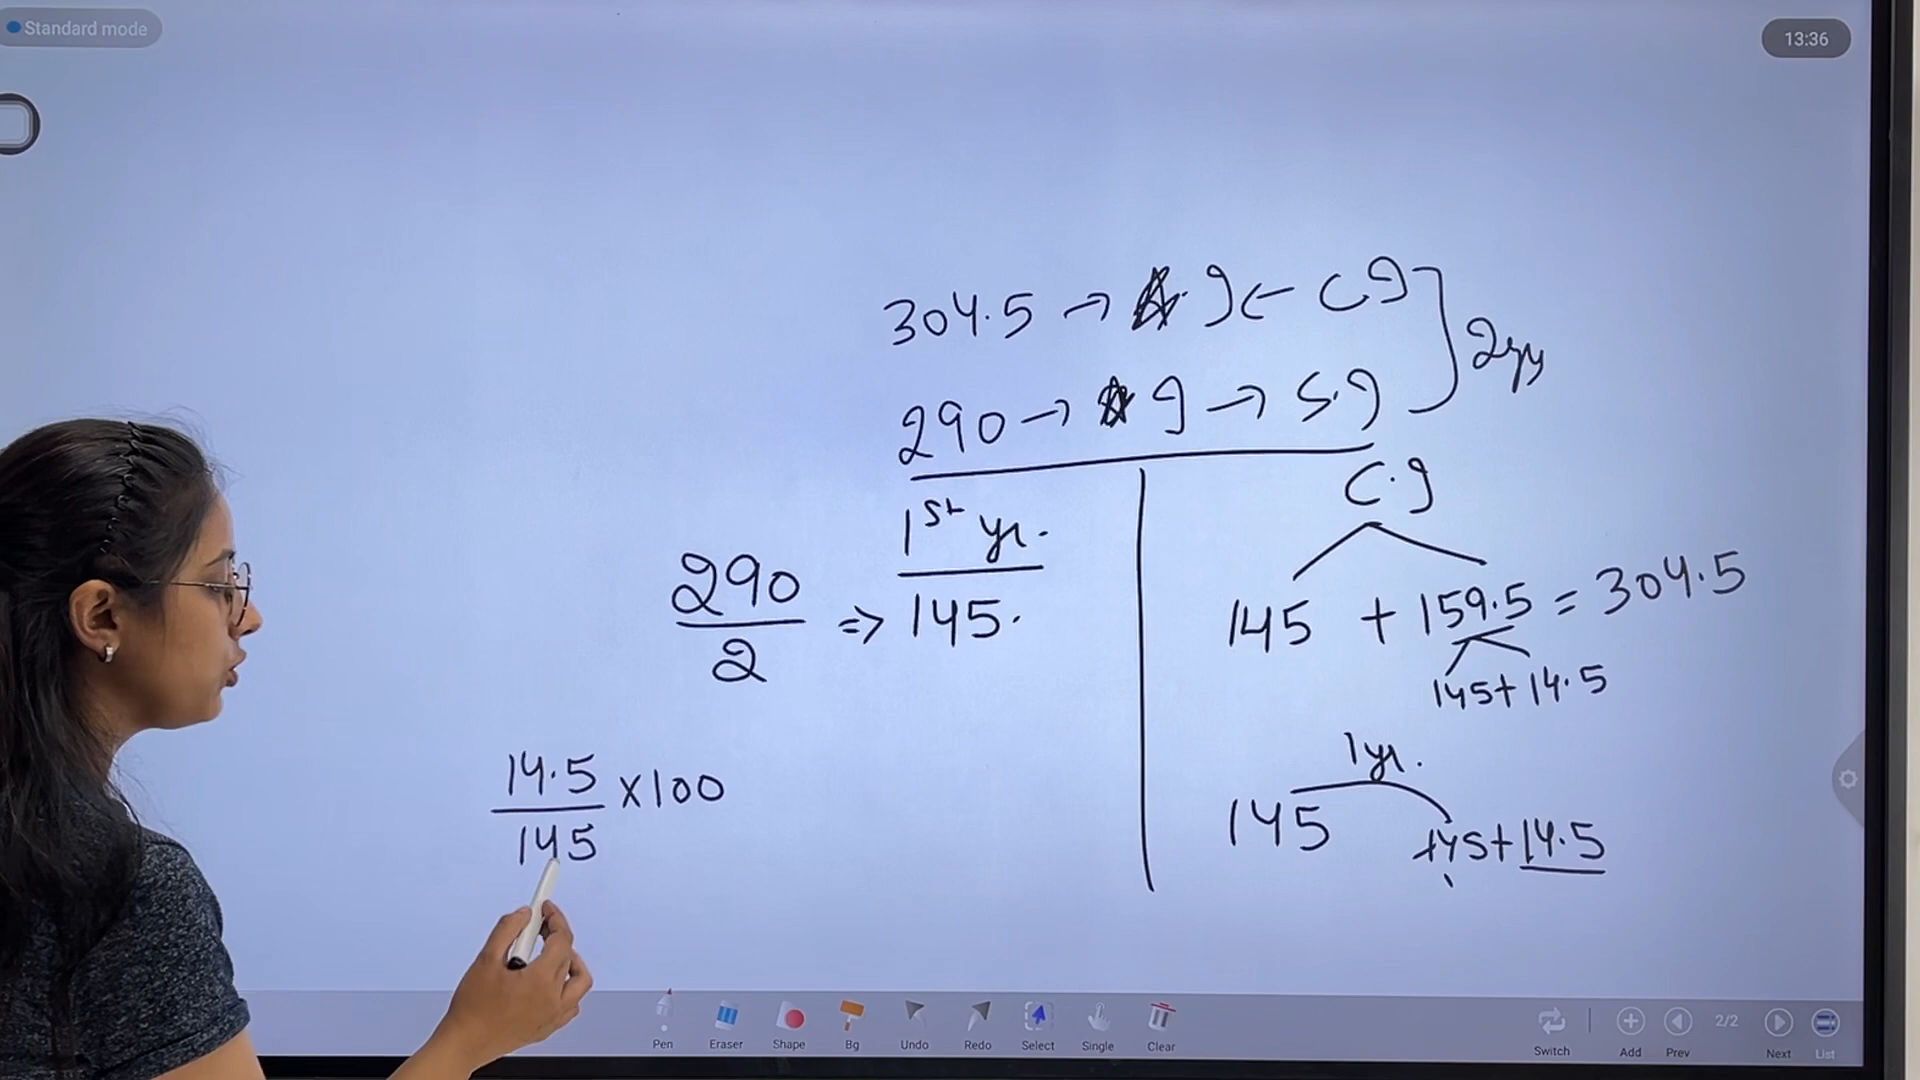 Standard mode
13:36
304.5 → I ← C.I
290 → I → S.I
2yrs
1st yr.
290/2 ⇒ 145.
C.I
145 + 159.5 = 304.5
145 + 14.5
14.5/145 × 100
1yr.
145 145 + 14.5
Pen Eraser Shape Bg Undo Redo Select Single Clear
Switch Add Prev 2/2 Next List